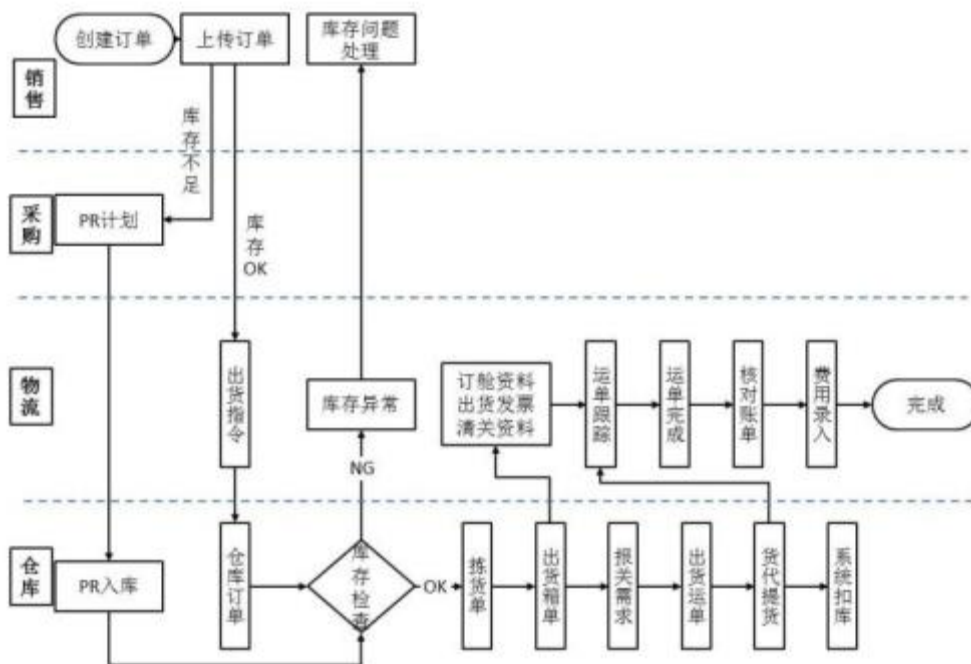 创建订单
上传订单
库存问题
处理
销售
库存不足
采购
PR计划
库存
OK
物流
出货指令
库存异常
订舱资料
出货发票
清关资料
运单跟踪
运单完成
核对账单
费用录入
完成
NG
仓库
PR入库
仓库订单
库存检查
OK
拣货单
出货箱单
报关需求
出货运单
货代提货
系统扣库